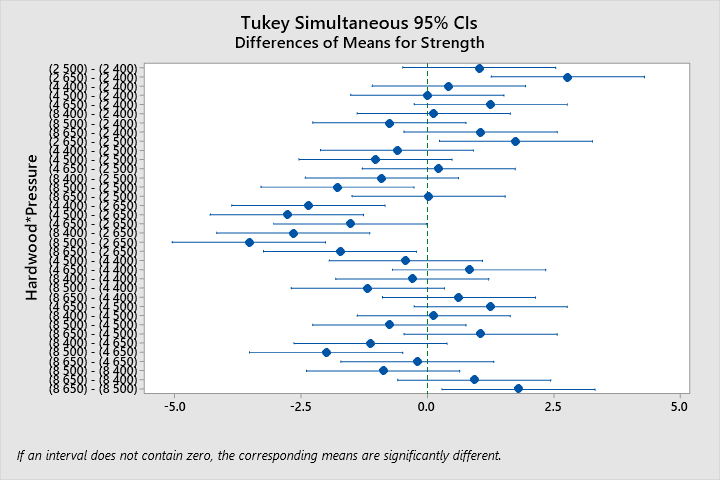 Tukey Simultaneous 95% CIs
Differences of Means for Strength
Hardwood*Pressure
(2 500) - (2 400)
(2 650) - (2 400)
(4 400) - (2 400)
(4 500) - (2 400)
(4 650) - (2 400)
(8 400) - (2 400)
(8 500) - (2 400)
(8 650) - (2 400)
(2 650) - (2 500)
(4 400) - (2 500)
(4 500) - (2 500)
(4 650) - (2 500)
(8 400) - (2 500)
(8 500) - (2 500)
(8 650) - (2 500)
(4 400) - (2 650)
(4 500) - (2 650)
(4 650) - (2 650)
(8 400) - (2 650)
(8 500) - (2 650)
(8 650) - (2 650)
(4 500) - (4 400)
(4 650) - (4 400)
(8 400) - (4 400)
(8 500) - (4 400)
(8 650) - (4 400)
(4 650) - (4 500)
(8 400) - (4 500)
(8 500) - (4 500)
(8 650) - (4 500)
(8 400) - (4 650)
(8 500) - (4 650)
(8 650) - (4 650)
(8 500) - (8 400)
(8 650) - (8 400)
(8 650) - (8 500)
-5.0 -2.5 0.0 2.5 5.0
If an interval does not contain zero, the corresponding means are significantly different.